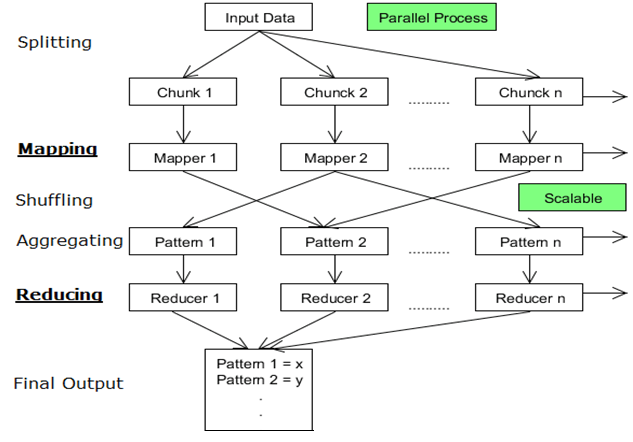 Input Data
Parallel Process
Splitting
Chunk 1
Chunck 2
..........
Chunck n
Mapping
Mapper 1
Mapper 2
..........
Mapper n
Shuffling
Scalable
Aggregating
Pattern 1
Pattern 2
..........
Pattern n
Reducing
Reducer 1
Reducer 2
..........
Reducer n
Final Output
Pattern 1 = x
Pattern 2 = y
.
.